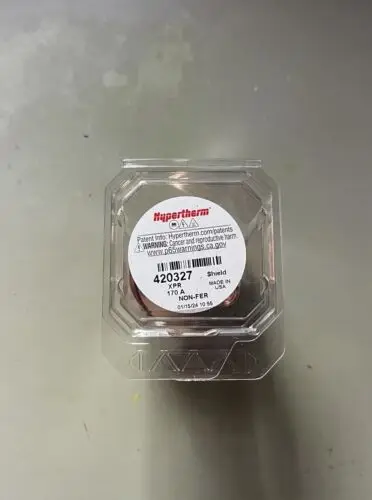 Hypertherm®
Patent Info: Hypertherm.com/patents
WARNING: Cancer and reproductive harm
www.p65warnings.ca.gov
420327
Shield
XPR
MADE IN
USA
170 A
NON-FER